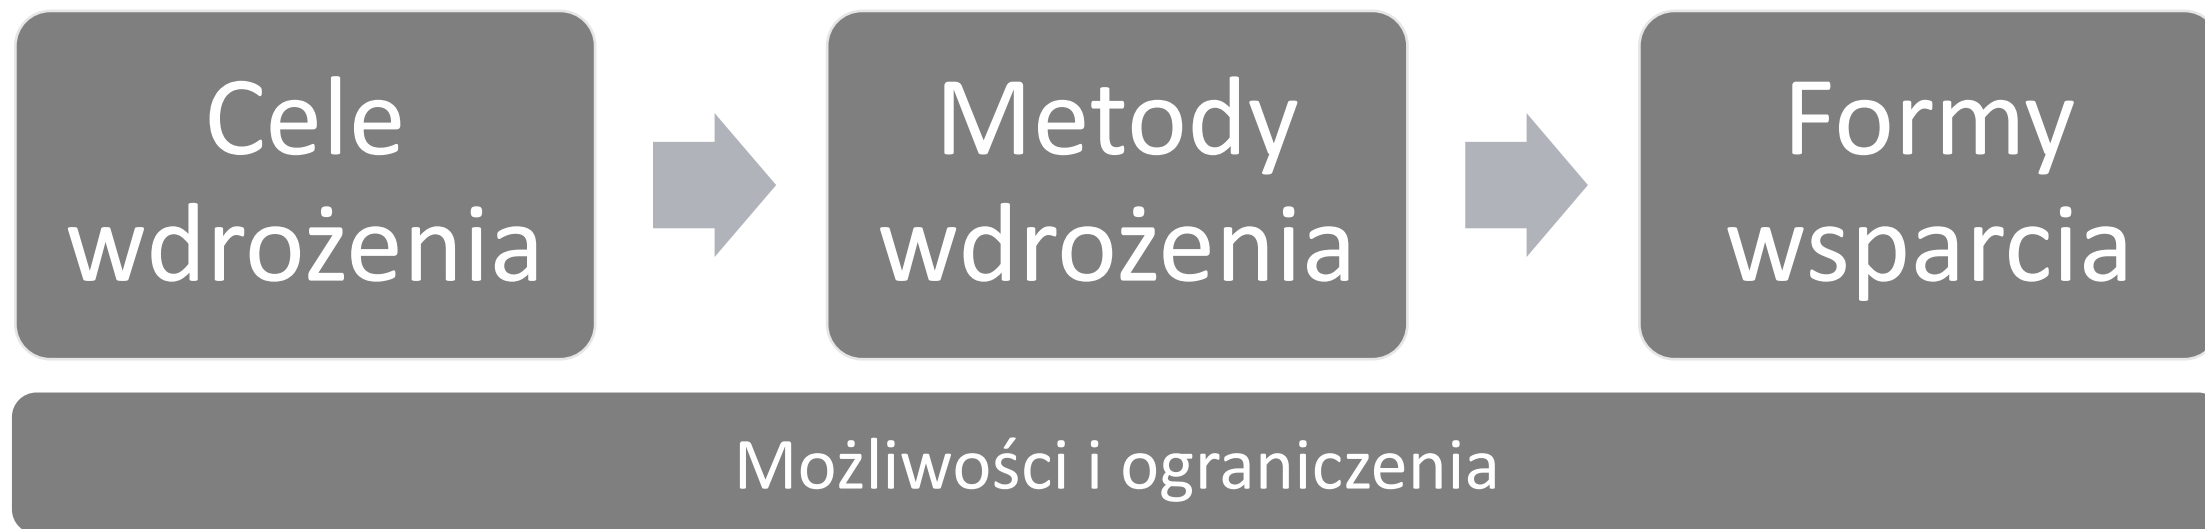 Cele
wdrożenia
Metody
wdrożenia
Formy
wsparcia
Możliwości i ograniczenia